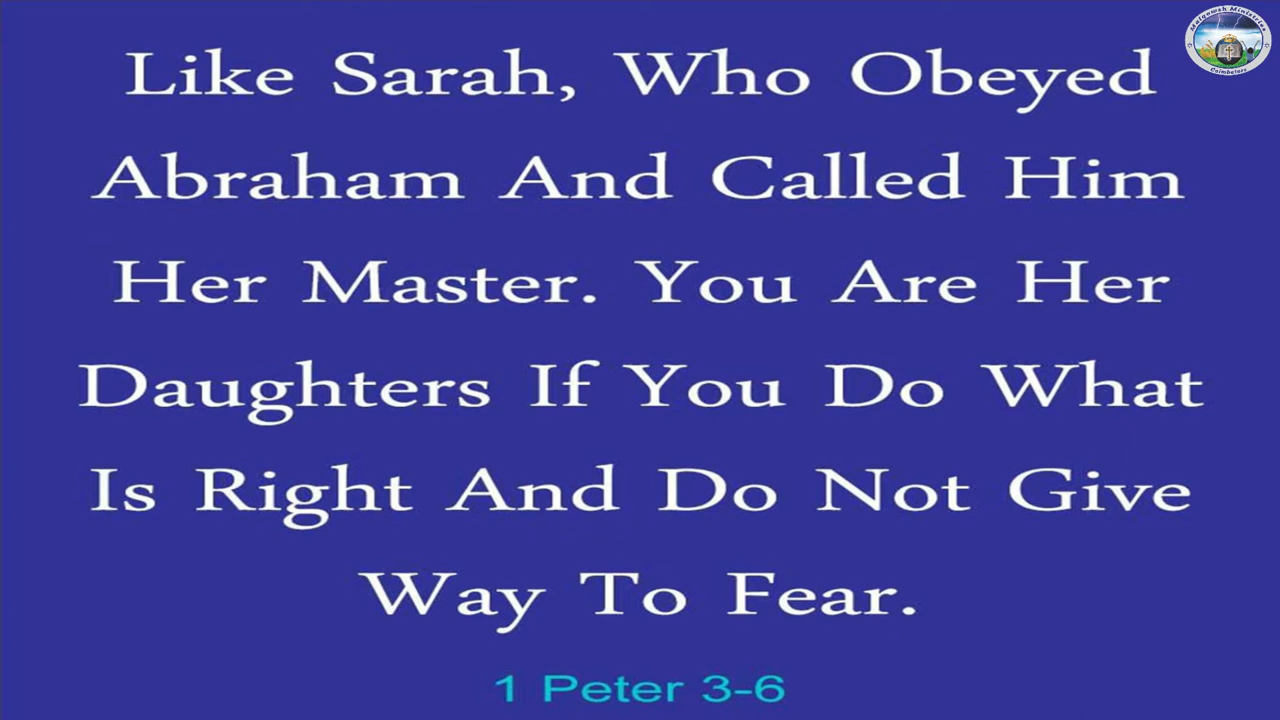 Like Sarah, Who Obeyed
Abraham And Called Him
Her Master. You Are Her
Daughters If You Do What
Is Right And Do Not Give
Way To Fear.
1 Peter 3-6
Coimbatore